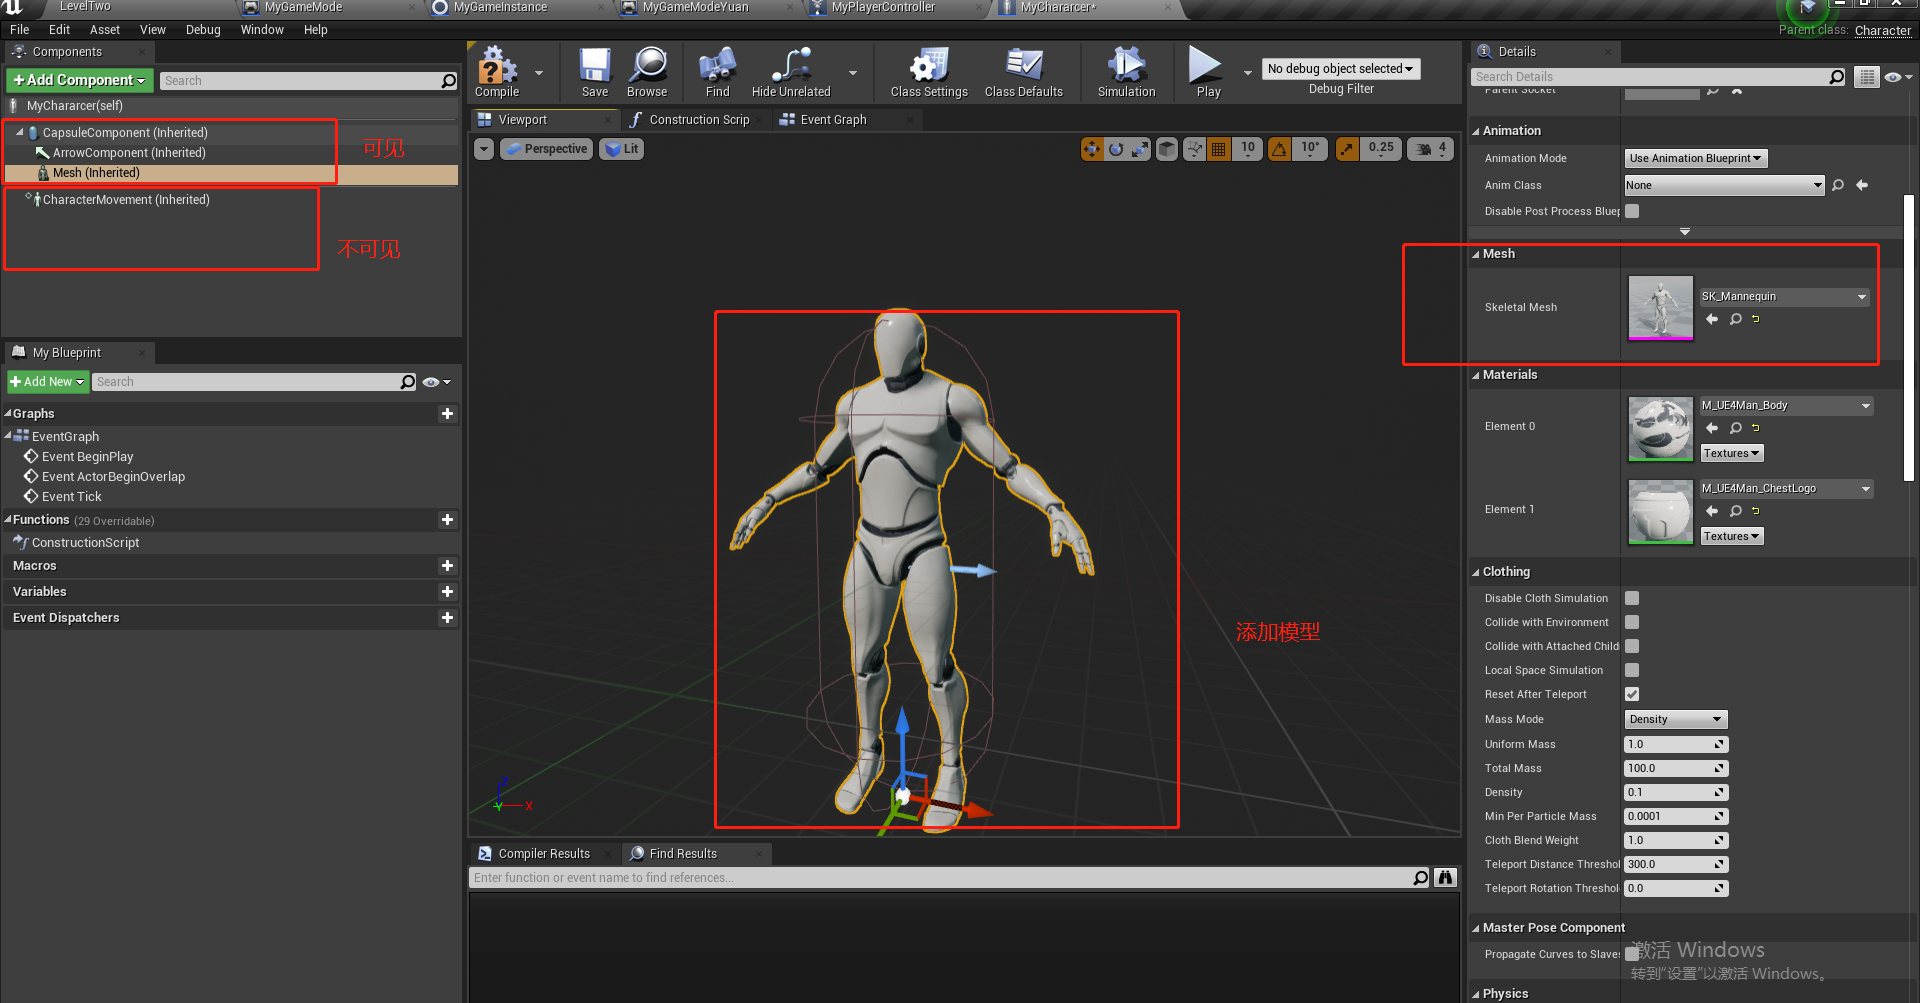 LevelTwo
MyGameMode
MyGameInstance
MyGameModeYuan
MyPlayerController
MyChararcer*
File Edit Asset View Debug Window Help
Parent class: Character
Components
+Add Component
Search
MyChararcer(self)
CapsuleComponent (Inherited)
ArrowComponent (Inherited)
Mesh (Inherited)
可见
CharacterMovement (Inherited)
不可见
My Blueprint
+Add New
Search
Graphs
EventGraph
Event BeginPlay
Event ActorBeginOverlap
Event Tick
Functions (29 Overridable)
ConstructionScript
Macros
Variables
Event Dispatchers
Compile
Save
Browse
Find
Hide Unrelated
Class Settings
Class Defaults
Simulation
Play
No debug object selected
Debug Filter
Viewport
Construction Scrip
Event Graph
Perspective
Lit
10
10°
0.25
4
Z
X
Y
添加模型
Compiler Results
Find Results
Enter function or event name to find references...
Details
Search Details
Parent Socket
Animation
Animation Mode Use Animation Blueprint
Anim Class None
Disable Post Process Bluep
Mesh
Skeletal Mesh SK_Mannequin
Materials
Element 0 M_UE4Man_Body
Textures
Element 1 M_UE4Man_ChestLogo
Textures
Clothing
Disable Cloth Simulation
Collide with Environment
Collide with Attached Child
Local Space Simulation
Reset After Teleport
Mass Mode Density
Uniform Mass 1.0
Total Mass 100.0
Density 0.1
Min Per Particle Mass 0.0001
Cloth Blend Weight 1.0
Teleport Distance Threshol 300.0
Teleport Rotation Threshol 0.0
Master Pose Component
Propagate Curves to Slaves
激活 Windows
转到“设置”以激活 Windows。
Physics